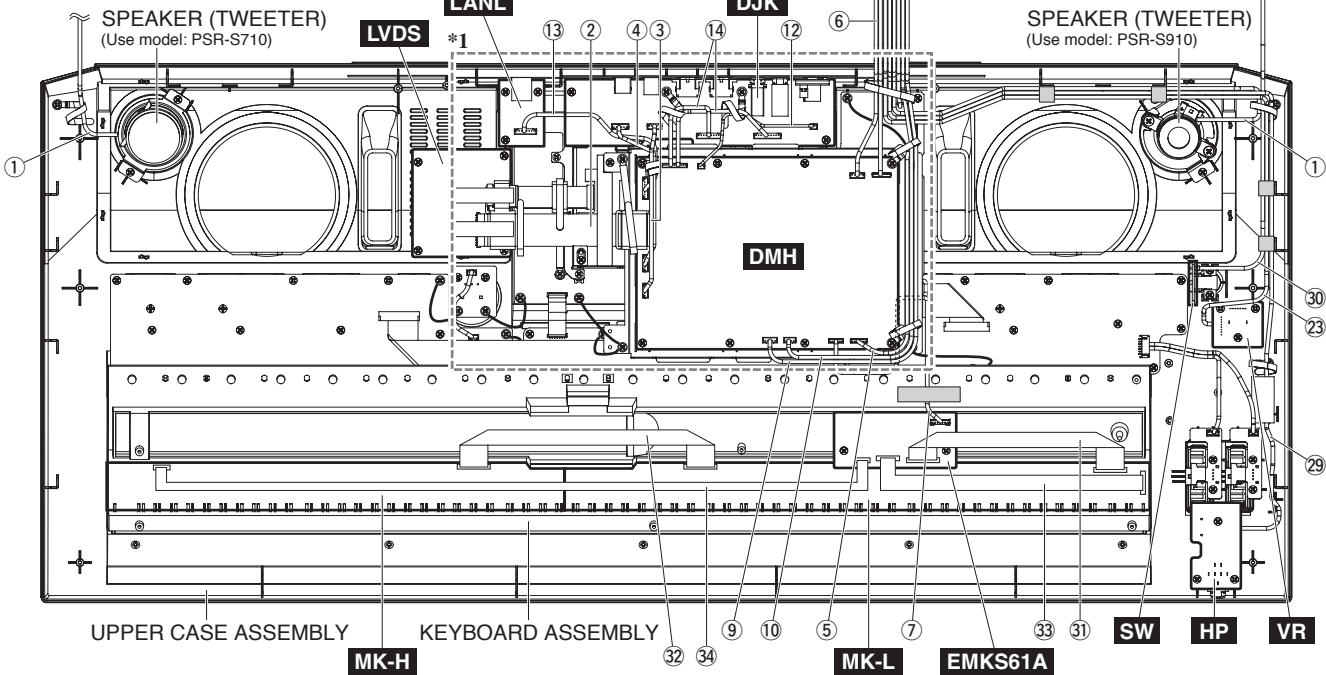 SPEAKER (TWEETER)
(Use model: PSR-S710)
LANL
DJK
SPEAKER (TWEETER)
(Use model: PSR-S910)
LVDS
*1
⑬ ② ④ ③ ⑭ ⑫ ⑥
① ①
DMH
㉚
㉓
㉙
UPPER CASE ASSEMBLY
KEYBOARD ASSEMBLY
⑨ ⑩ ⑤ ⑦ ㉝ ㉛
SW HP VR
㉜ ㉞
MK-H
MK-L
EMKS61A